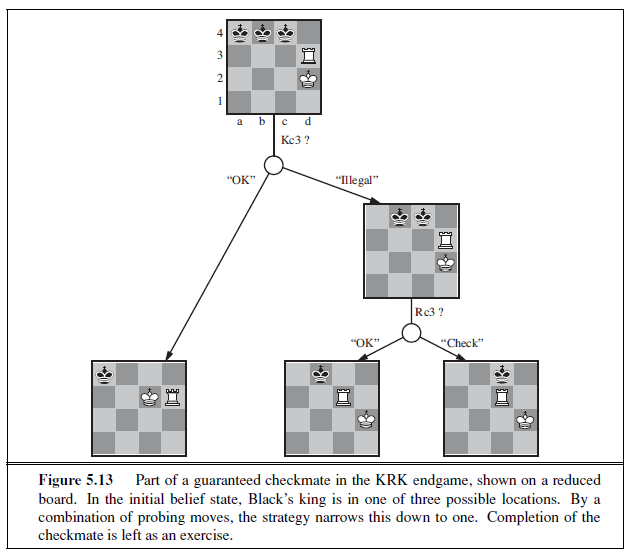 4
3
2
1
a b c d
Kc3 ?
“OK” “Illegal”
Rc3 ?
“OK” “Check”
Figure 5.13 Part of a guaranteed checkmate in the KRK endgame, shown on a reduced
board. In the initial belief state, Black’s king is in one of three possible locations. By a
combination of probing moves, the strategy narrows this down to one. Completion of the
checkmate is left as an exercise.